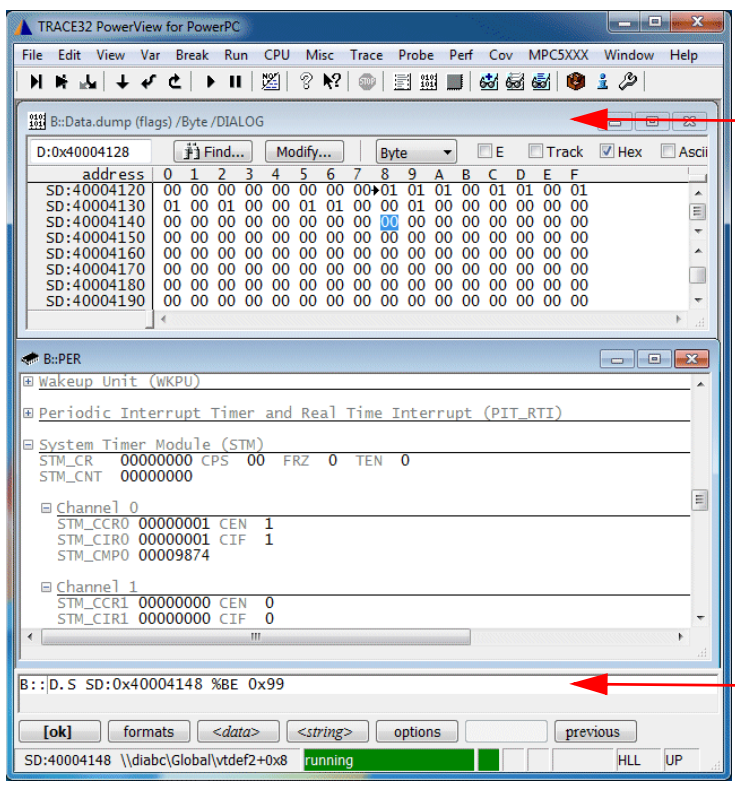 TRACE32 PowerView for PowerPC
File Edit View Var Break Run CPU Misc Trace Probe Perf Cov MPC5XXX Window Help
B::Data.dump (flags) /Byte /DIALOG
D:0x40004128 Find... Modify... Byte E Track Hex Ascii
address 0 1 2 3 4 5 6 7 8 9 A B C D E F
SD:40004120 00 00 00 00 00 00 00 00 01 01 01 00 01 01 00 01
SD:40004130 01 00 01 00 00 01 01 00 00 01 00 00 00 00 00 00
SD:40004140 00 00 00 00 00 00 00 00 00 00 00 00 00 00 00 00
SD:40004150 00 00 00 00 00 00 00 00 00 00 00 00 00 00 00 00
SD:40004160 00 00 00 00 00 00 00 00 00 00 00 00 00 00 00 00
SD:40004170 00 00 00 00 00 00 00 00 00 00 00 00 00 00 00 00
SD:40004180 00 00 00 00 00 00 00 00 00 00 00 00 00 00 00 00
SD:40004190 00 00 00 00 00 00 00 00 00 00 00 00 00 00 00 00
B::PER
Wakeup Unit (WKPU)
Periodic Interrupt Timer and Real Time Interrupt (PIT_RTI)
System Timer Module (STM)
STM_CR 00000000 CPS 00 FRZ 0 TEN 0
STM_CNT 00000000
Channel 0
STM_CCR0 00000001 CEN 1
STM_CIR0 00000001 CIF 1
STM_CMP0 00009874
Channel 1
STM_CCR1 00000000 CEN 0
STM_CIR1 00000000 CIF 0
B::D.S SD:0x40004148 %BE 0x99
[ok] formats <data> <string> options previous
SD:40004148 \\diabc\Global\vtdef2+0x8 running HLL UP